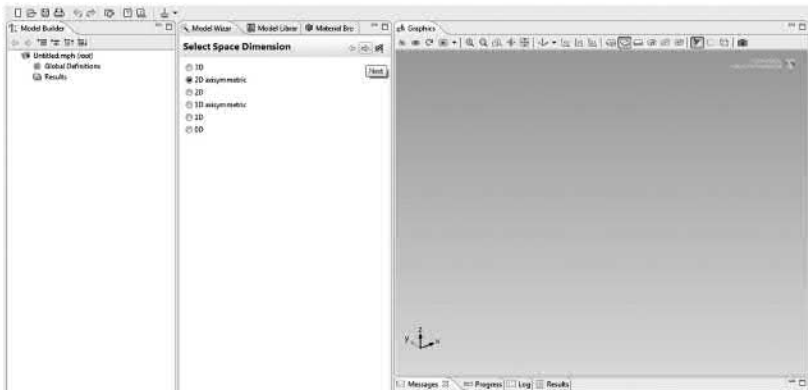 Model Builder
Untitled.mph (root)
Global Definitions
Results
Model Wizar
Model Librar
Material Bro
Select Space Dimension
Next
3D
2D axisymmetric
2D
1D axisymmetric
1D
0D
Graphics
y
z
x
Messages
Progress
Log
Results